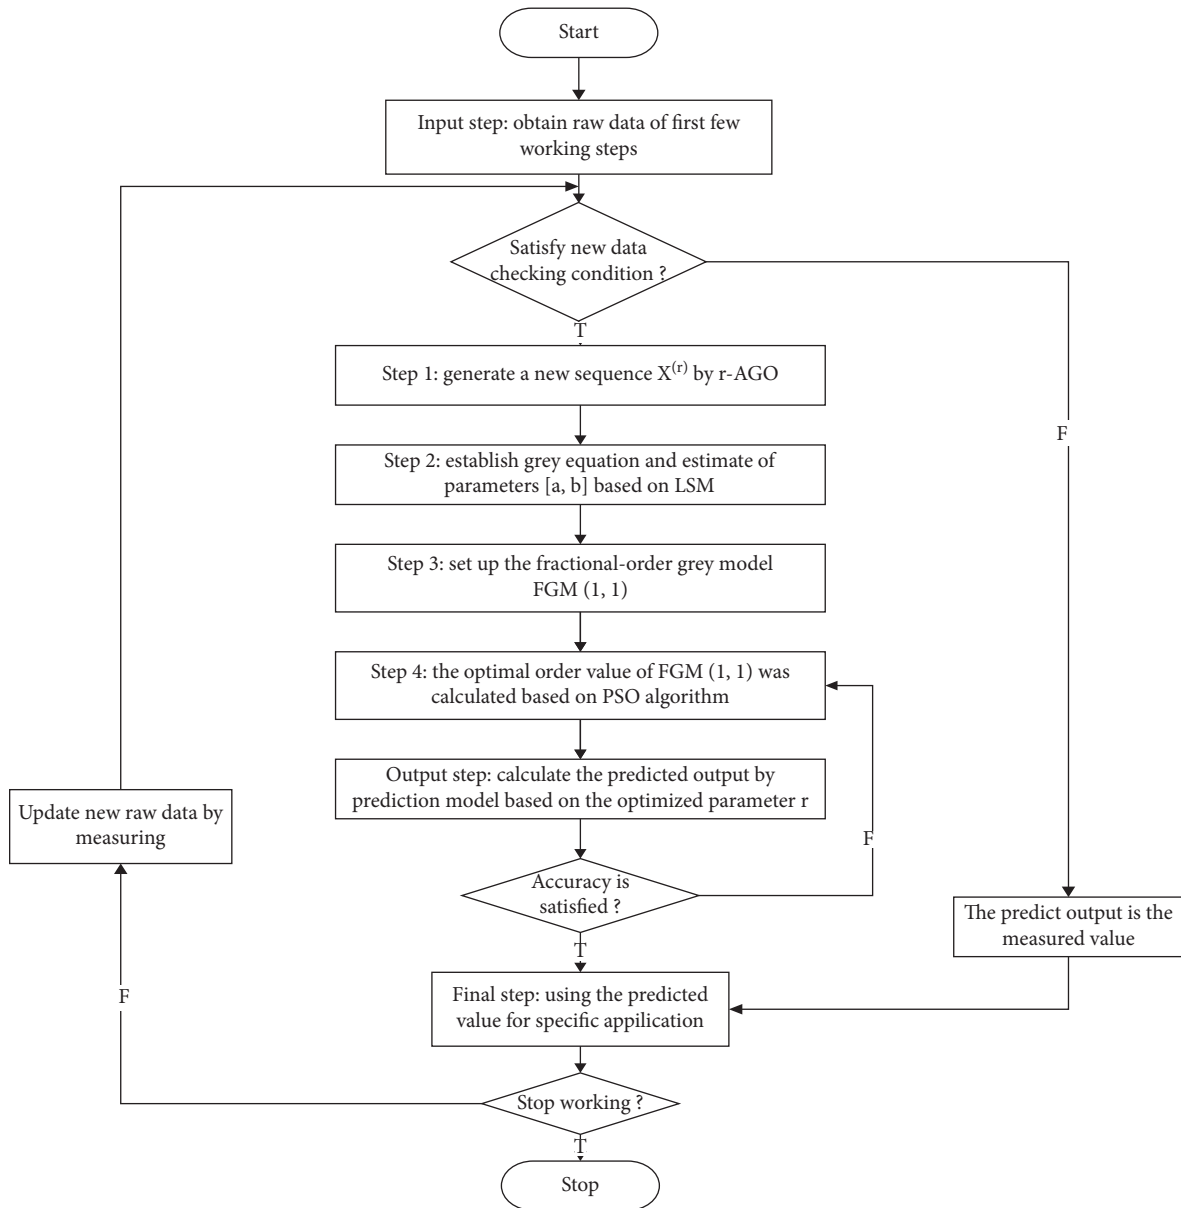 Start
Input step: obtain raw data of first few
working steps
Satisfy new data
checking condition ?
T
Step 1: generate a new sequence X^(r) by r-AGO
F
Step 2: establish grey equation and estimate of
parameters [a, b] based on LSM
Step 3: set up the fractional-order grey model
FGM (1, 1)
Step 4: the optimal order value of FGM (1, 1) was
calculated based on PSO algorithm
Output step: calculate the predicted output by
prediction model based on the optimized parameter r
Update new raw data by
measuring
F
Accuracy is
satisfied ?
The predict output is the
measured value
T
Final step: using the predicted
value for specific appilication
F
Stop working ?
T
Stop